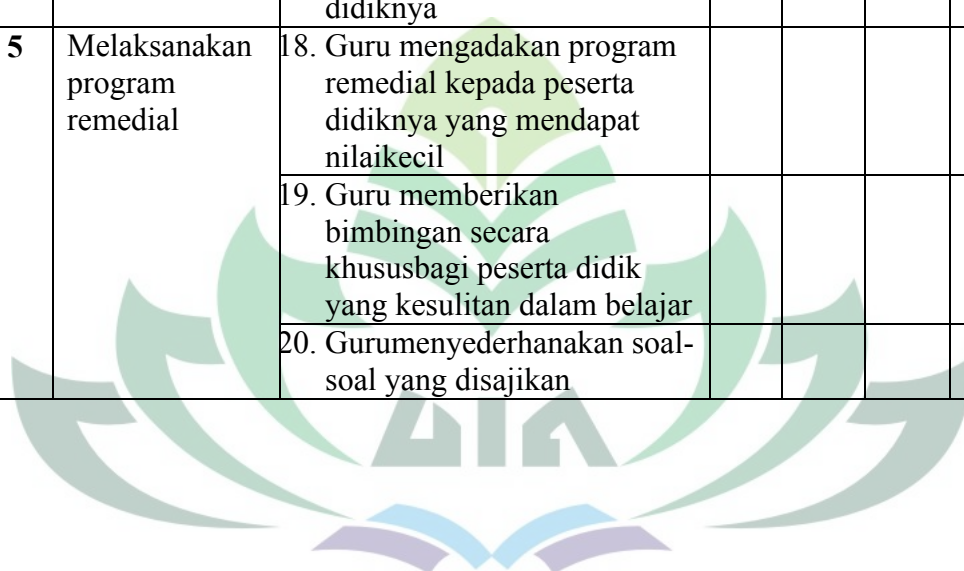 didiknya
5 Melaksanakan 18. Guru mengadakan program
program remedial kepada peserta
remedial didiknya yang mendapat
nilaikecil
19. Guru memberikan
bimbingan secara
khususbagi peserta didik
yang kesulitan dalam belajar
20. Gurumenyederhanakan soal-
soal yang disajikan
UIN